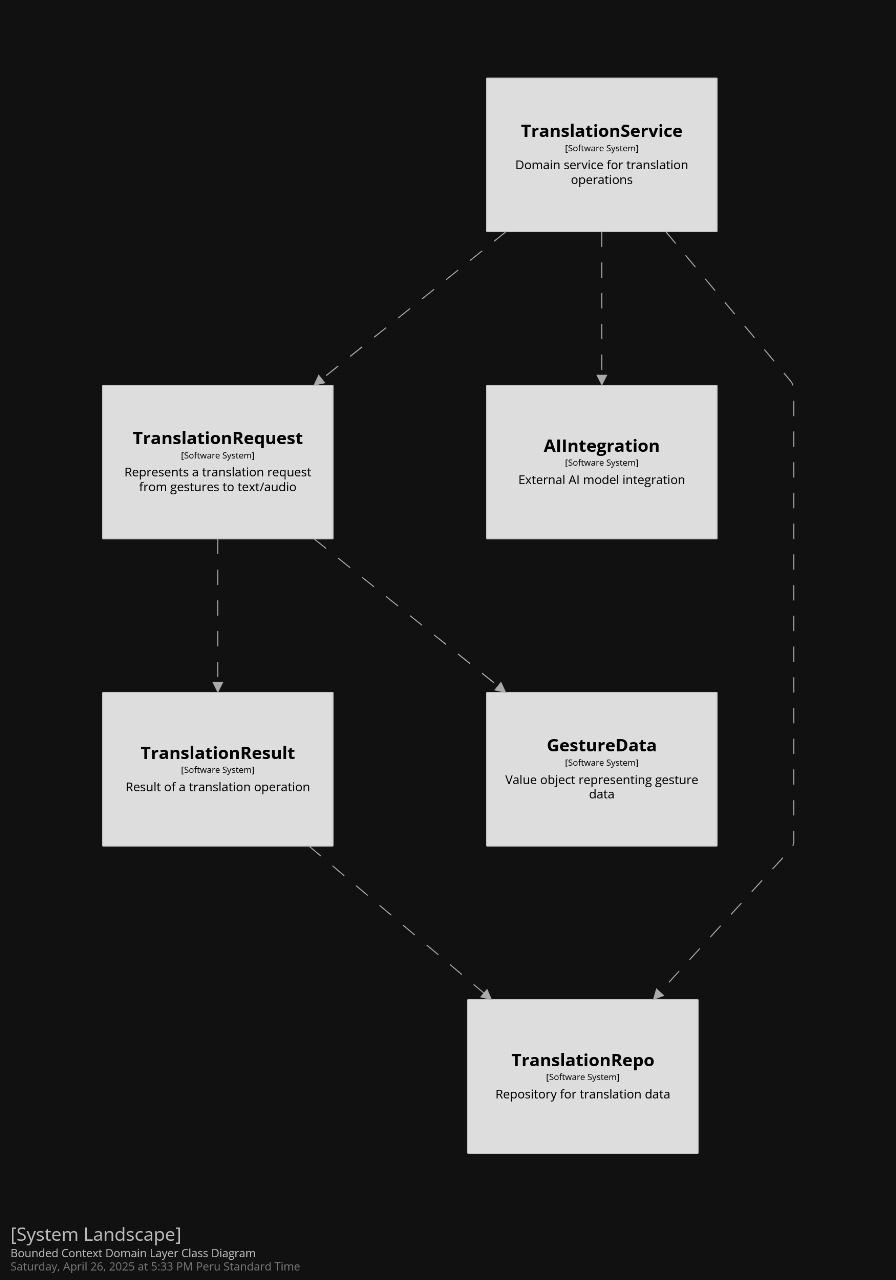 TranslationService
[Software System]
Domain service for translation
operations
TranslationRequest
[Software System]
Represents a translation request
from gestures to text/audio
AIIntegration
[Software System]
External AI model integration
TranslationResult
[Software System]
Result of a translation operation
GestureData
[Software System]
Value object representing gesture
data
TranslationRepo
[Software System]
Repository for translation data
[System Landscape]
Bounded Context Domain Layer Class Diagram
Saturday, April 26, 2025 at 5:33 PM Peru Standard Time